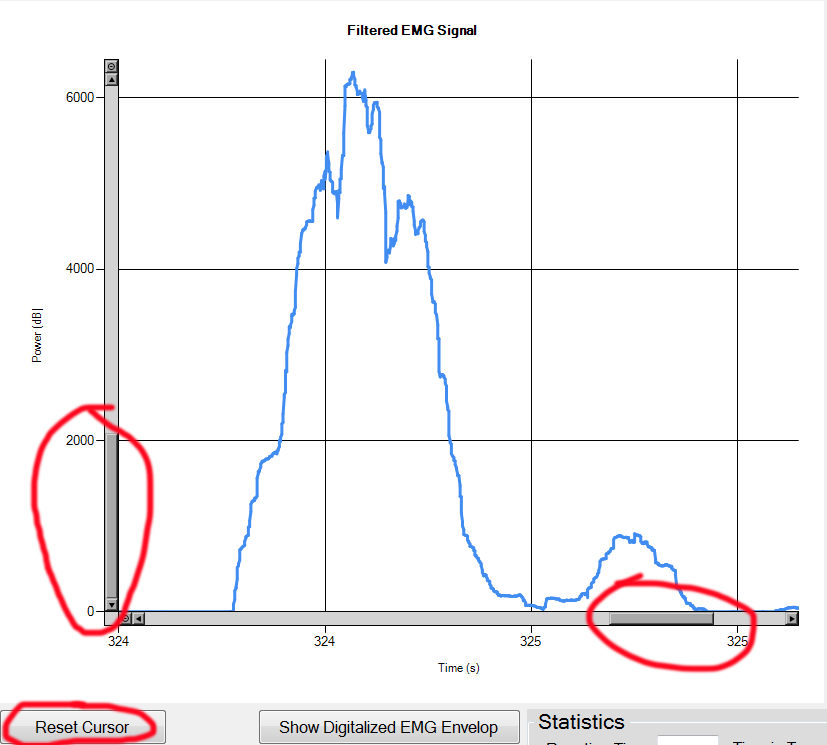 Filtered EMG Signal
6000
4000
Power (dB)
2000
0
324 324 325 325
Time (s)
Reset Cursor
Show Digitalized EMG Envelop
Statistics